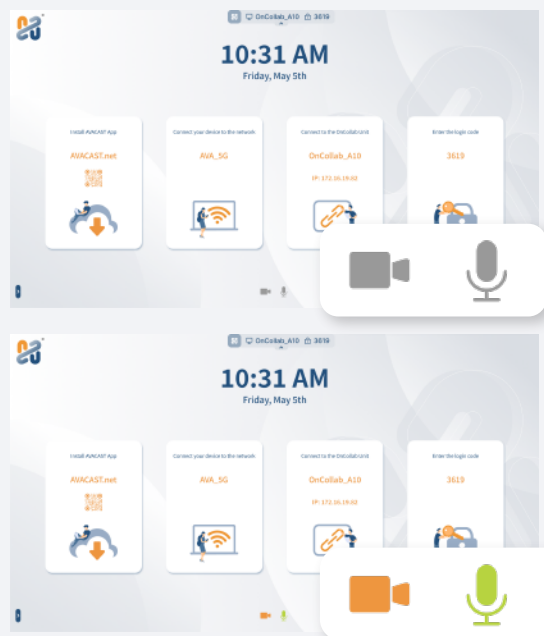 OnCollab_A10 3619
10:31 AM
Friday, May 5th
Install AVACAST App
AVACAST.net
Connect your device to the network
AVA_5G
Connect to the OnCollab Unit
OnCollab_A10
IP: 172.16.19.82
Enter the login code
3619
OnCollab_A10 3619
10:31 AM
Friday, May 5th
Install AVACAST App
AVACAST.net
Connect your device to the network
AVA_5G
Connect to the OnCollab Unit
OnCollab_A10
IP: 172.16.19.82
Enter the login code
3619